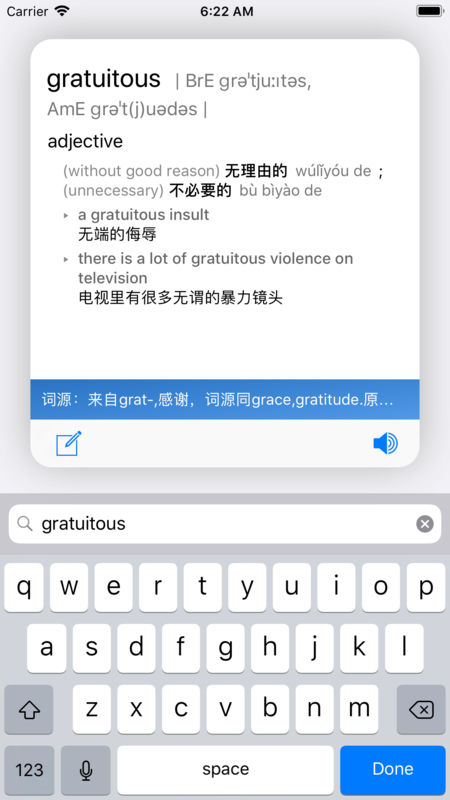 Carrier 6:22 AM
gratuitous | BrE ɡrəˈtjuːɪtəs,
AmE ɡrəˈt(j)uədəs |
adjective
(without good reason) 无理由的 wúlǐyóu de ;
(unnecessary) 不必要的 bù bìyào de
▸ a gratuitous insult
无端的侮辱
▸ there is a lot of gratuitous violence on
television
电视里有很多无谓的暴力镜头
词源：来自grat-,感谢，词源同grace,gratitude.原...
gratuitous
q w e r t y u i o p
a s d f g h j k l
z x c v b n m
123 space Done